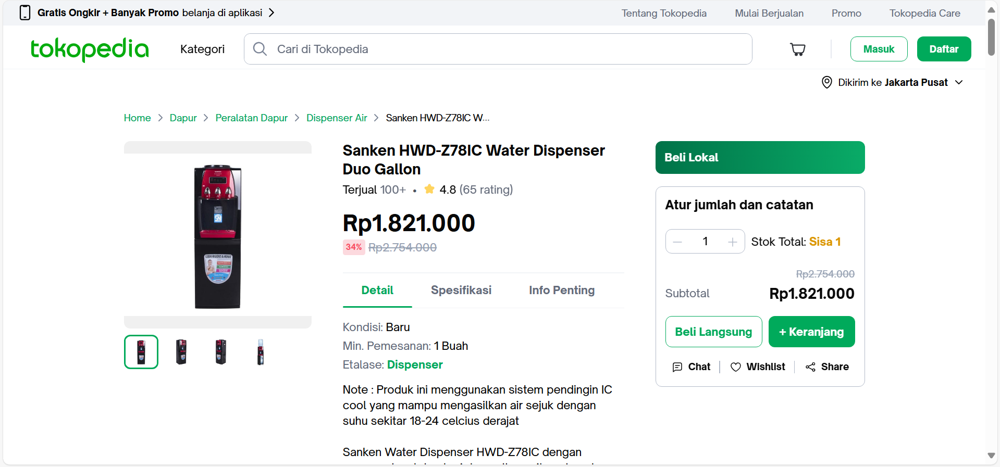 Gratis Ongkir + Banyak Promo belanja di aplikasi
Tentang Tokopedia
Mulai Berjualan
Promo
Tokopedia Care
tokopedia
Kategori
Cari di Tokopedia
Masuk
Daftar
Dikirim ke Jakarta Pusat
Home
Dapur
Peralatan Dapur
Dispenser Air
Sanken HWD-Z78IC W...
LEBIH HIGIENIS & HEMAT
Sanken HWD-Z78IC Water Dispenser
Duo Gallon
Terjual 100+ • 4.8 (65 rating)
Rp1.821.000
34% Rp2.754.000
Detail
Spesifikasi
Info Penting
Kondisi: Baru
Min. Pemesanan: 1 Buah
Etalase: Dispenser
Note : Produk ini menggunakan sistem pendingin IC
cool yang mampu mengasilkan air sejuk dengan
suhu sekitar 18-24 celcius derajat
Sanken Water Dispenser HWD-Z78IC dengan
Beli Lokal
Atur jumlah dan catatan
1
Stok Total: Sisa 1
Rp2.754.000
Subtotal
Rp1.821.000
Beli Langsung
+ Keranjang
Chat
Wishlist
Share